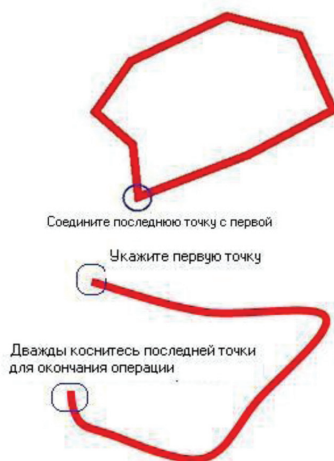 Соедините последнюю точку с первой
Укажите первую точку
Дважды коснитесь последней точки
для окончания операции